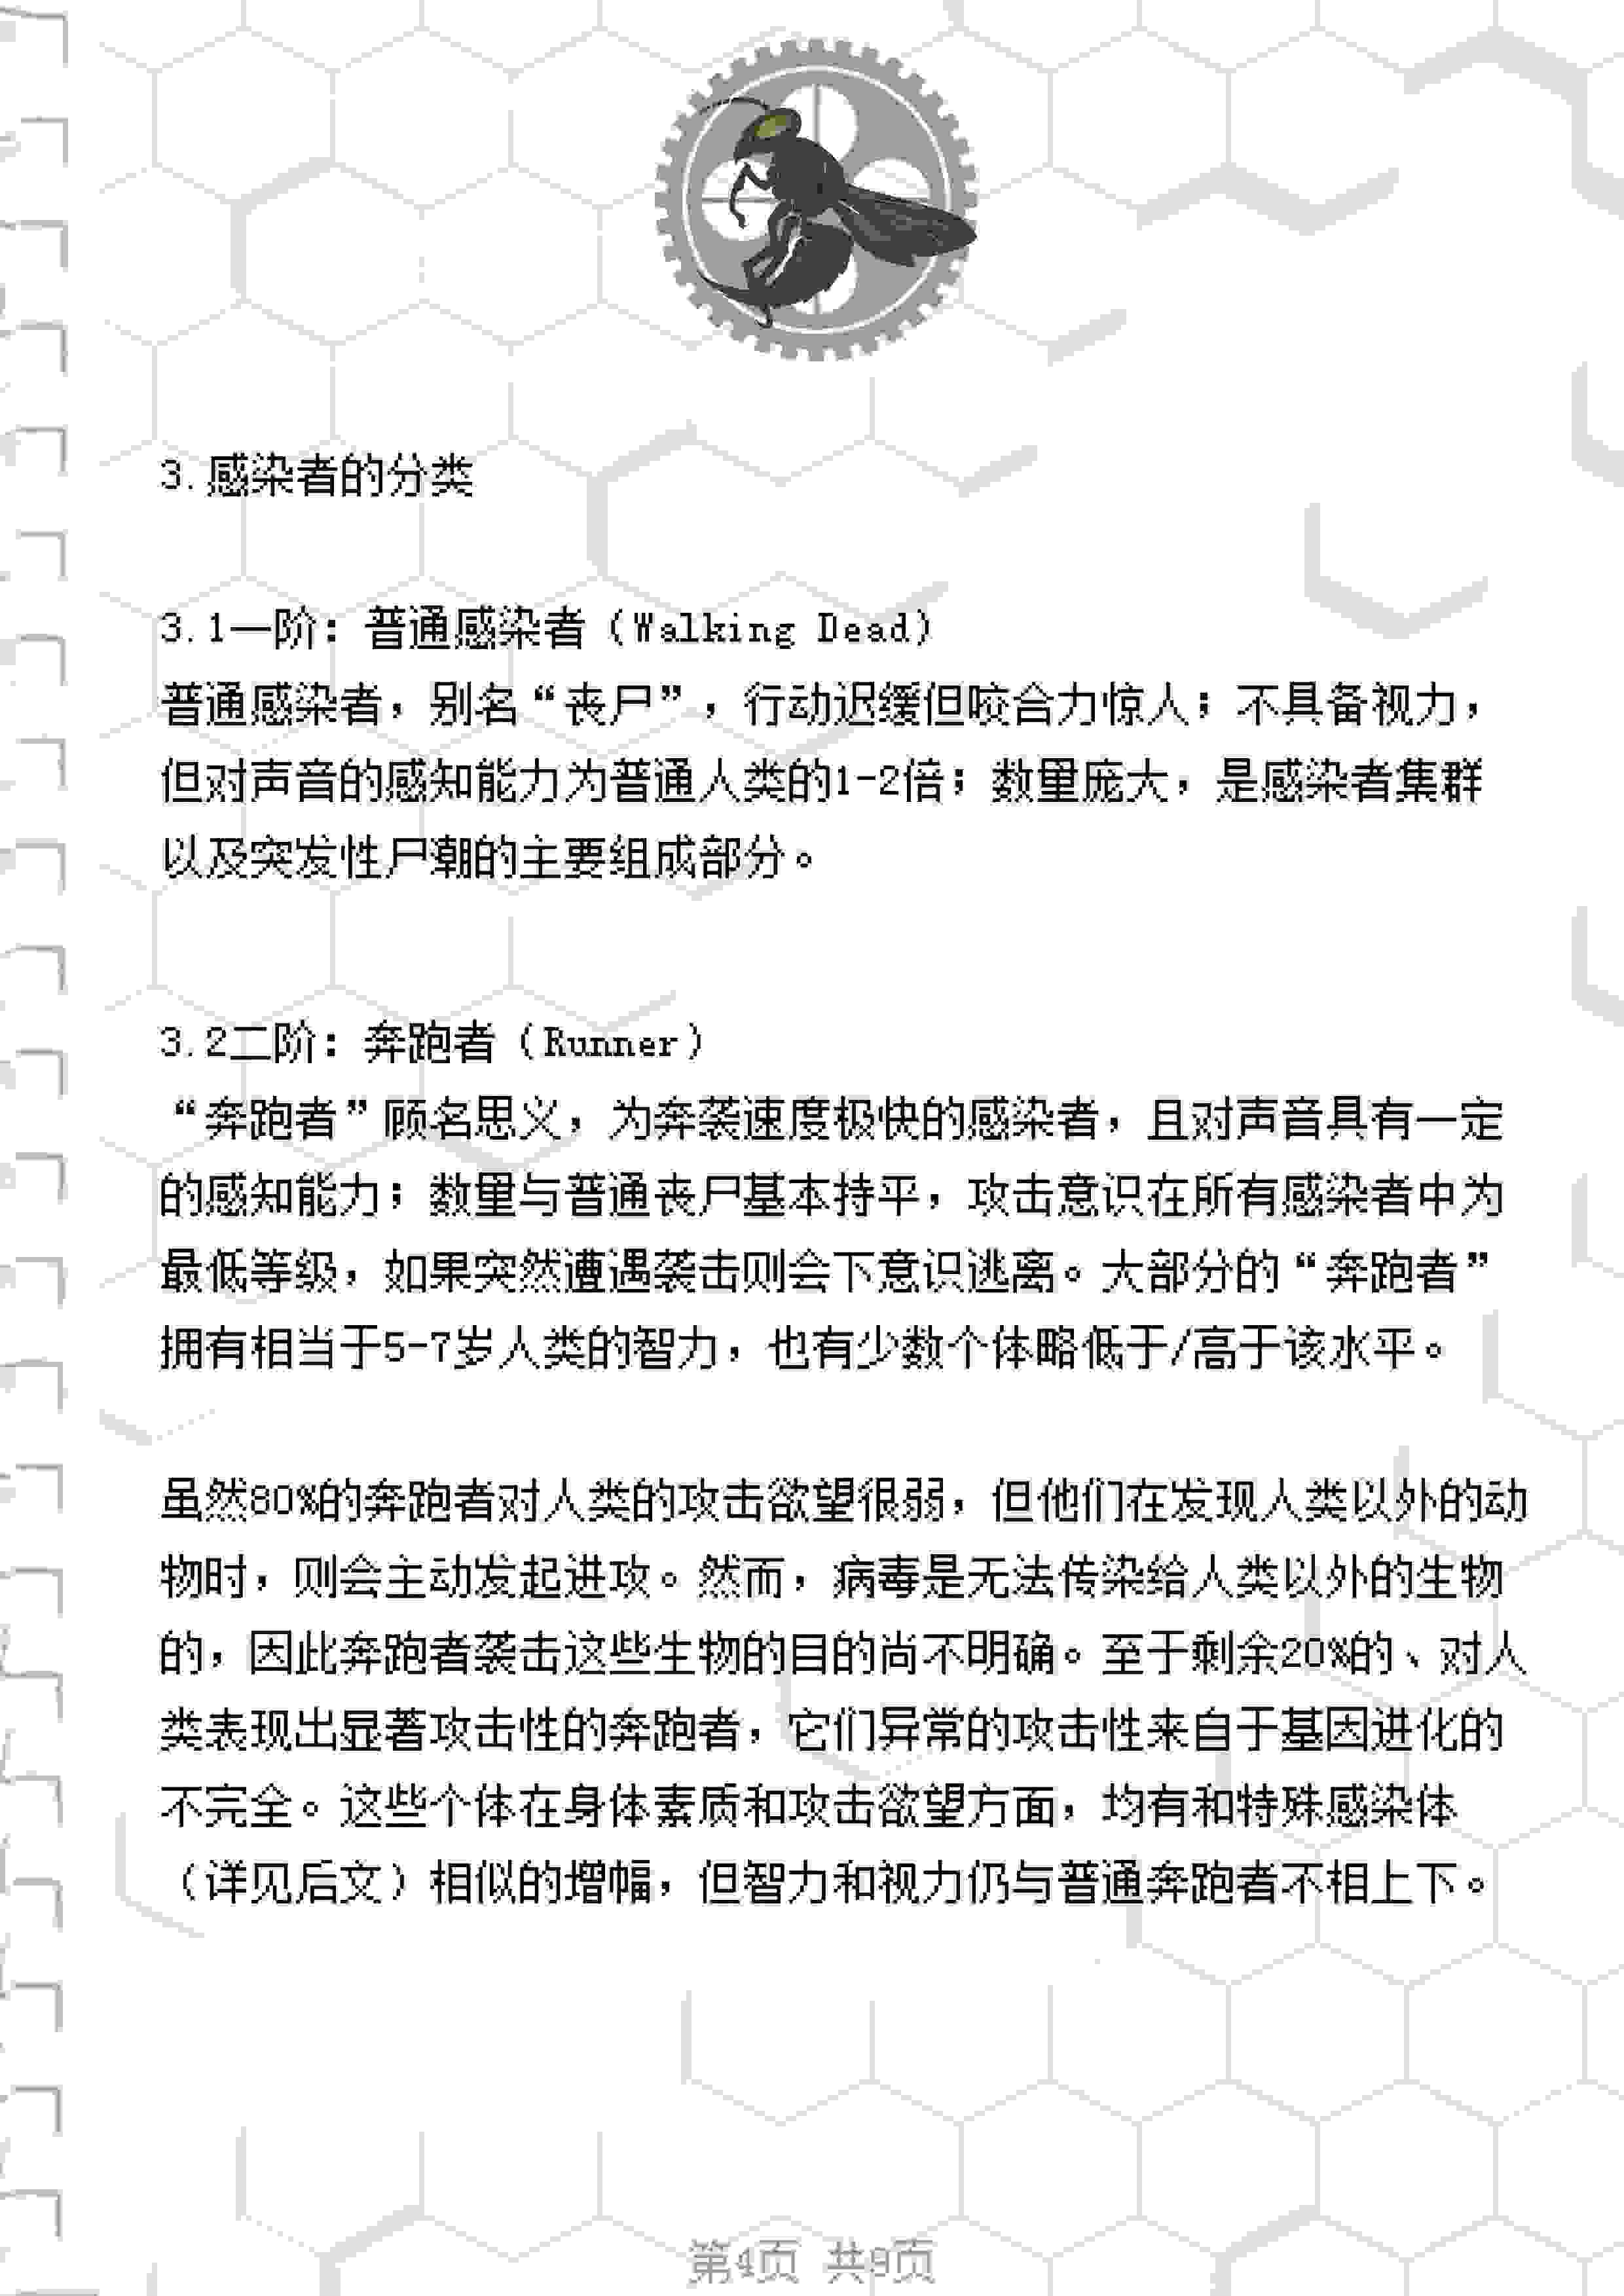 3.感染者的分类
3.1一阶：普通感染者（Walking Dead）
普通感染者，别名“丧尸”，行动迟缓但咬合力惊人；不具备视力，
但对声音的感知能力为普通人类的1-2倍；数量庞大，是感染者集群
以及突发性尸潮的主要组成部分。
3.2二阶：奔跑者（Runner）
“奔跑者”顾名思义，为奔袭速度极快的感染者，且对声音具有一定
的感知能力；数量与普通丧尸基本持平，攻击意识在所有感染者中为
最低等级，如果突然遭遇袭击则会下意识逃离。大部分的“奔跑者”
拥有相当于5-7岁人类的智力，也有少数个体略低于/高于该水平。
虽然80%的奔跑者对人类的攻击欲望很弱，但他们在发现人类以外的动
物时，则会主动发起进攻。然而，病毒是无法传染给人类以外的生物
的，因此奔跑者袭击这些生物的目的尚不明确。至于剩余20%的、对人
类表现出显著攻击性的奔跑者，它们异常的攻击性来自于基因进化的
不完全。这些个体在身体素质和攻击欲望方面，均有和特殊感染体
（详见后文）相似的增幅，但智力和视力仍与普通奔跑者不相上下。
第4页 共9页